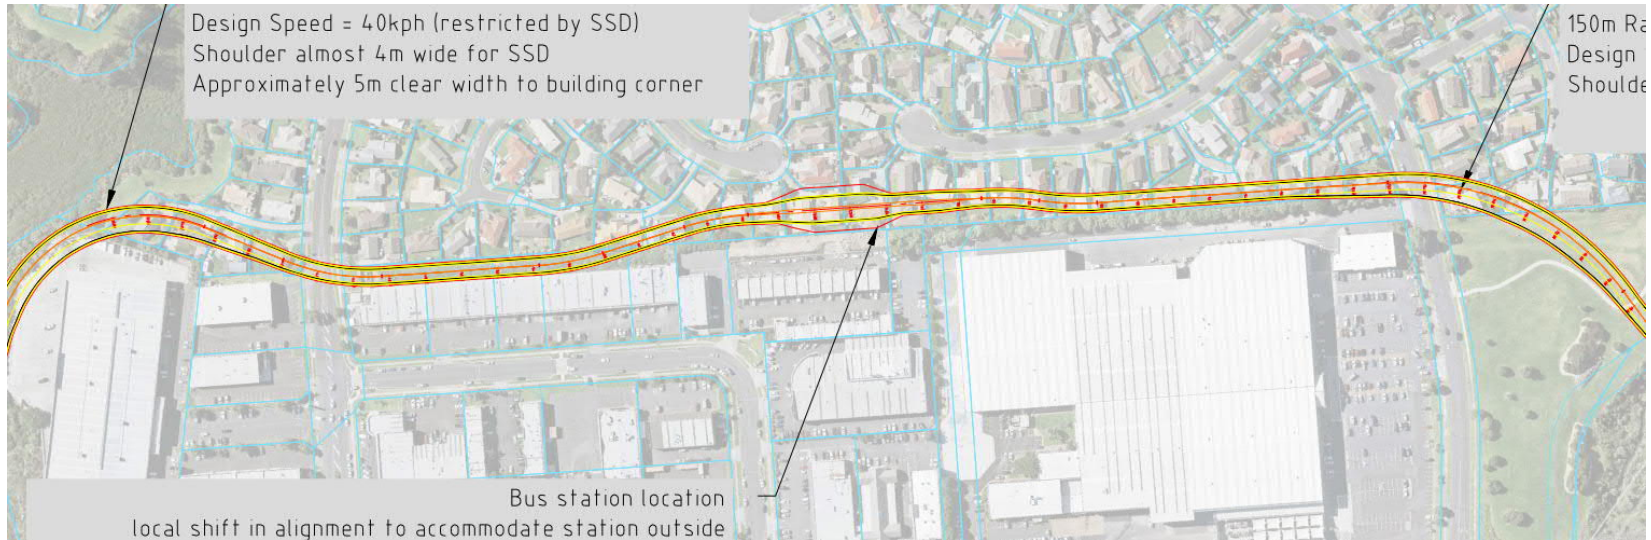 Design Speed = 40kph (restricted by SSD)
Shoulder almost 4m wide for SSD
Approximately 5m clear width to building corner
150m Ra
Design
Shoulde
Bus station location
local shift in alignment to accommodate station outside